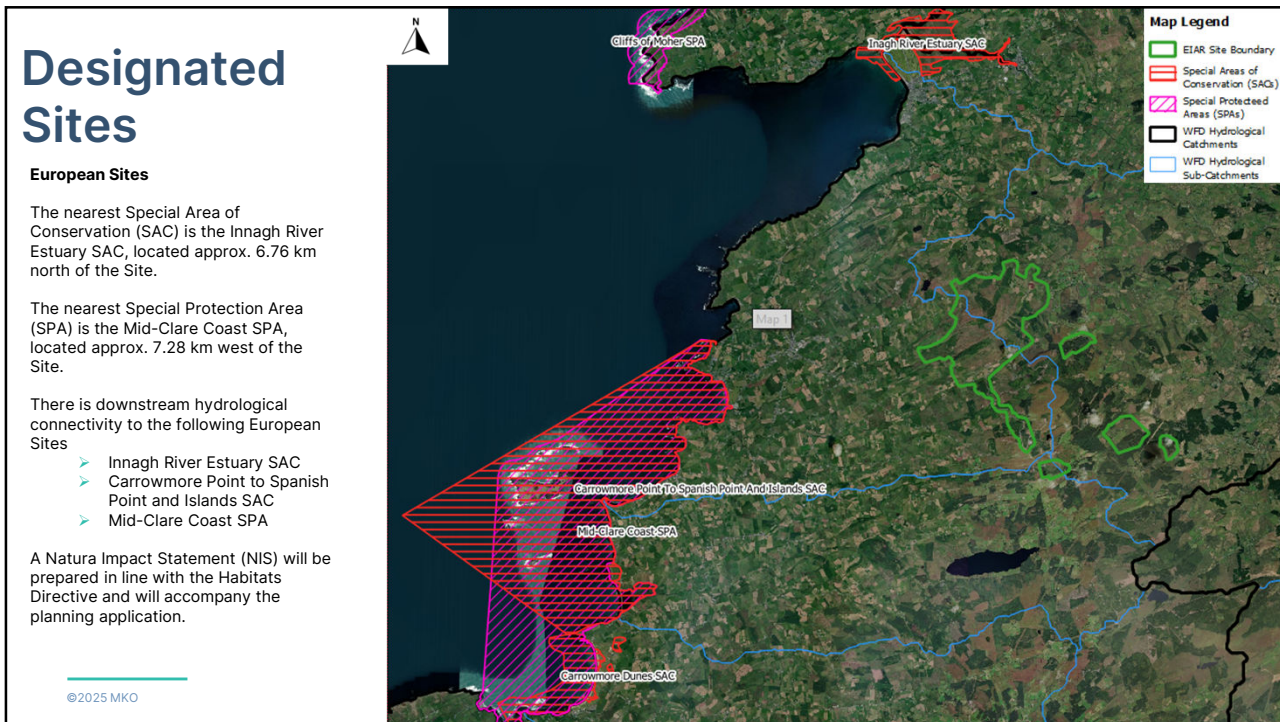 Designated
Sites
European Sites
The nearest Special Area of
Conservation (SAC) is the Innagh River
Estuary SAC, located approx. 6.76 km
north of the Site.
The nearest Special Protection Area
(SPA) is the Mid-Clare Coast SPA,
located approx. 7.28 km west of the
Site.
There is downstream hydrological
connectivity to the following European
Sites
Innagh River Estuary SAC
Carrowmore Point to Spanish
Point and Islands SAC
Mid-Clare Coast SPA
A Natura Impact Statement (NIS) will be
prepared in line with the Habitats
Directive and will accompany the
planning application.
©2025 MKO
N
Cliffs of Moher SPA
Inagh River Estuary SAC
Map 1
Carrowmore Point To Spanish Point And Islands SAC
Mid-Clare Coast SPA
Carrowmore Dunes SAC
Map Legend
EIAR Site Boundary
Special Areas of
Conservation (SACs)
Special Proteceed
Areas (SPAs)
WFD Hydrological
Catchments
WFD Hydrological
Sub-Catchments